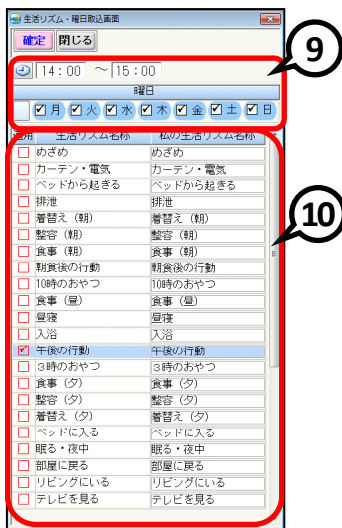 生活リズム・曜日取込画面
確定 閉じる
14:00 ～ 15:00
9
曜日
月 火 水 木 金 土 日
用 生活リズム名称 私の生活リズム名称
10
めざめ めざめ
カーテン・電気 カーテン・電気
ベッドから起きる ベッドから起きる
排泄 排泄
着替え（朝） 着替え（朝）
整容（朝） 整容（朝）
食事（朝） 食事（朝）
朝食後の行動 朝食後の行動
10時のおやつ 10時のおやつ
食事（昼） 食事（昼）
昼寝 昼寝
入浴 入浴
午後の行動 午後の行動
3時のおやつ 3時のおやつ
食事（夕） 食事（夕）
整容（夕） 整容（夕）
着替え（夕） 着替え（夕）
ベッドに入る ベッドに入る
眠る・夜中 眠る・夜中
部屋に戻る 部屋に戻る
リビングにいる リビングにいる
テレビを見る テレビを見る